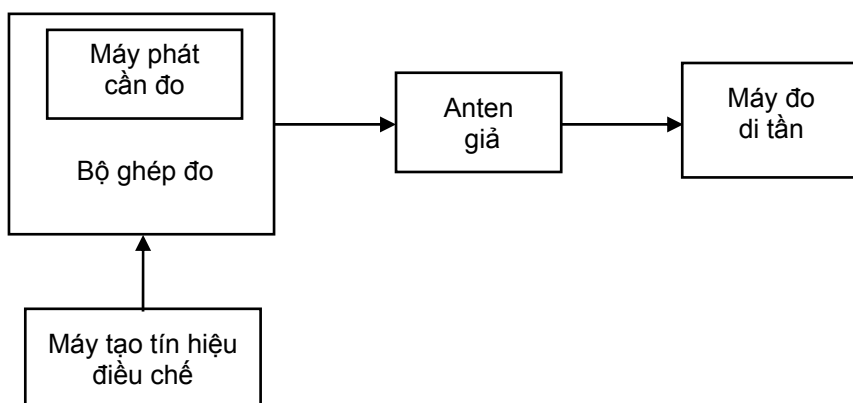 Máy phát
cần đo
Bộ ghép đo
Anten
giả
Máy đo
di tần
Máy tạo tín hiệu
điều chế